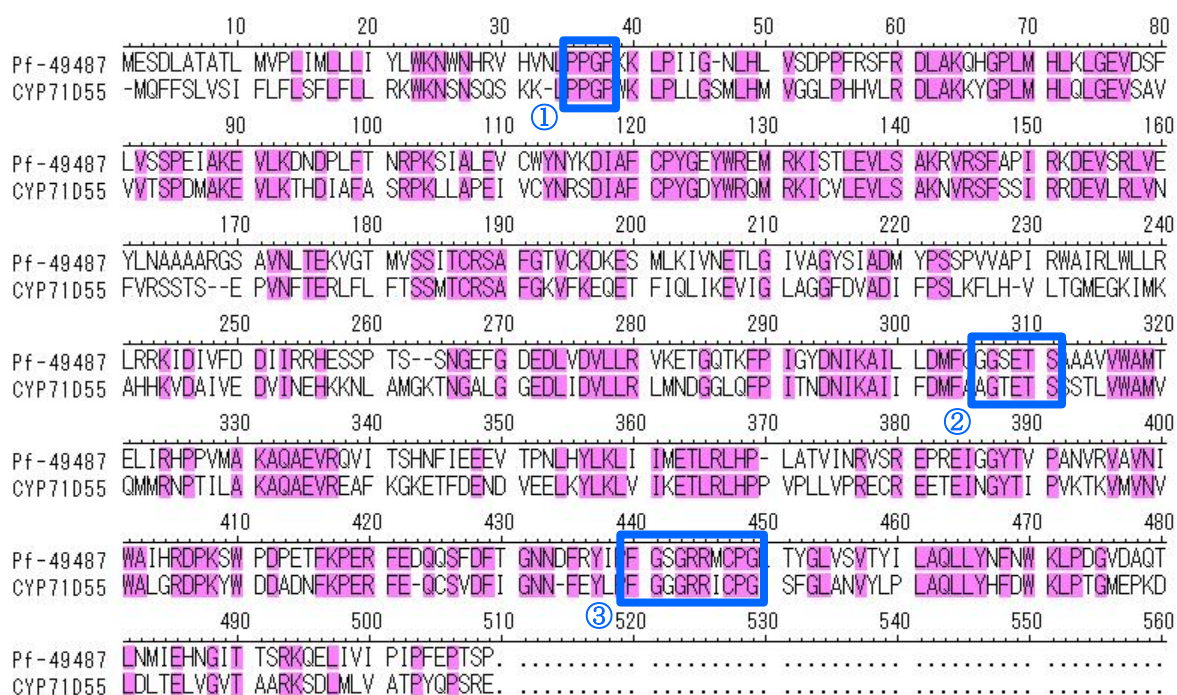 10 20 30 40 50 60 70 80
Pf-49487 MESDLATATL MVPLIMLLLI YLWKNWNHRV HVNLPPGPKK LPIIG-NLHL VSDPPFRSFR DLAKQHGPLM HLKLGEVDSF
CYP71D55 -MQFFSLVSI FLFLSFLFLL RKWKNSNSQS KK-LPPGPWK LPLLGSMLHM VGGLPHHVLR DLAKKYGPLM HLQLGEVSAV
①
90 100 110 120 130 140 150 160
Pf-49487 LVSSPEIAKE VLKDNDPLFT NRPKSIALEV CWYNYKDIAF CPYGEYWREM RKISTLEVLS AKRVRSFAPI RKDEVSRLVE
CYP71D55 VVTSPDMAKE VLKTHDIAFA SRPKLLAPEI VCYNRSDIAF CPYGDYWRQM RKICVLEVLS AKNVRSFSSI RRDEVLRLVN
170 180 190 200 210 220 230 240
Pf-49487 YLNAAAARGS AVNLTEKVGT MVSSITCRSA FGTVCKDKES MLKIVNETLG IVAGYSIADM YPSSPVVAPI RWAIRLWLLR
CYP71D55 FVRSSTS--E PVNFTERLFL FTSSMTCRSA FGKVFKEQET FIQLIKEVIG LAGGFDVADI FPSLKFLH-V LTGMEGKIMK
250 260 270 280 290 300 310 320
Pf-49487 LRRKIDIVFD DIIRRHESSP TS--SNGEFG DEDLVDVLLR VKETGQTKFP IGYDNIKAIL LDMFQGGSET SAAAVVWAMT
CYP71D55 AHHKVDAIVE DVINEHKKNL AMGKTNGALG GEDLIDVLLR LMNDGGLQFP ITNDNIKAII FDMFAAGTET SSSTLVWAMV
②
330 340 350 360 370 380 390 400
Pf-49487 ELIRHPPVMA KAQAEVRQVI TSHNFIEEEV TPNLHYLKLI IMETLRLHP- LATVINRVSR EPREIGGYTV PANVRVAVNI
CYP71D55 QMMRNPTILA KAQAEVREAF KGKETFDEND VEELKYLKLV IKETLRLHPP VPLLVPRECR EETEINGYTI PVKTKVMVNV
410 420 430 440 450 460 470 480
Pf-49487 WAIHRDPKSW PDPETFKPER FEDQQSFDFT GNNDFRYIPF GSGRRMCPGL TYGLVSVTYI LAQLLYNFNW KLPDGVDAQT
CYP71D55 WALGRDPKYW DDADNFKPER FE-QCSVDFI GNN-FEYLPF GGGRRICPG SFGLANVYLP LAQLLYHFDW KLPTGMEPKD
③
490 500 510 520 530 540 550 560
Pf-49487 LNMIEHNGIT TSRKQELIVI PIPFEPTSP. .......... .......... .......... .......... ..........
CYP71D55 LDLTELVGVT AARKSDLMLV ATPYQPSRE. .......... .......... .......... .......... ..........